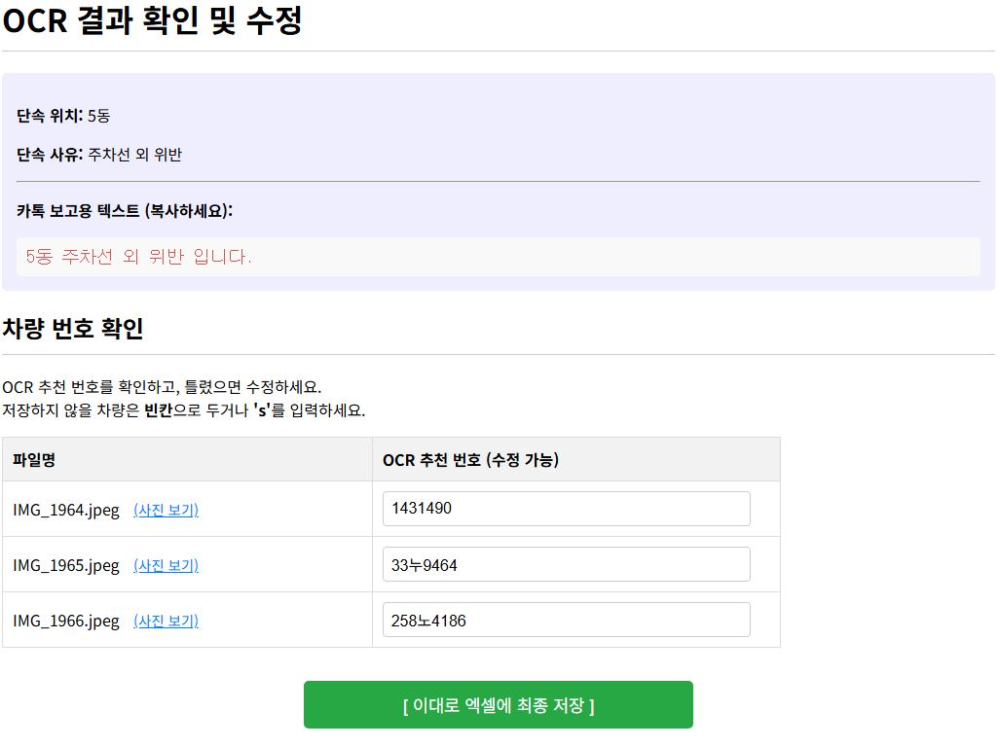 OCR 결과 확인 및 수정
단속 위치: 5동
단속 사유: 주차선 외 위반
카톡 보고용 텍스트 (복사하세요):
5동 주차선 외 위반 입니다.
차량 번호 확인
OCR 추천 번호를 확인하고, 틀렸으면 수정하세요.
저장하지 않을 차량은 빈칸으로 두거나 's'를 입력하세요.
파일명 OCR 추천 번호 (수정 가능)
IMG_1964.jpeg (사진 보기) 1431490
IMG_1965.jpeg (사진 보기) 33누9464
IMG_1966.jpeg (사진 보기) 258노4186
[ 이대로 엑셀에 최종 저장 ]